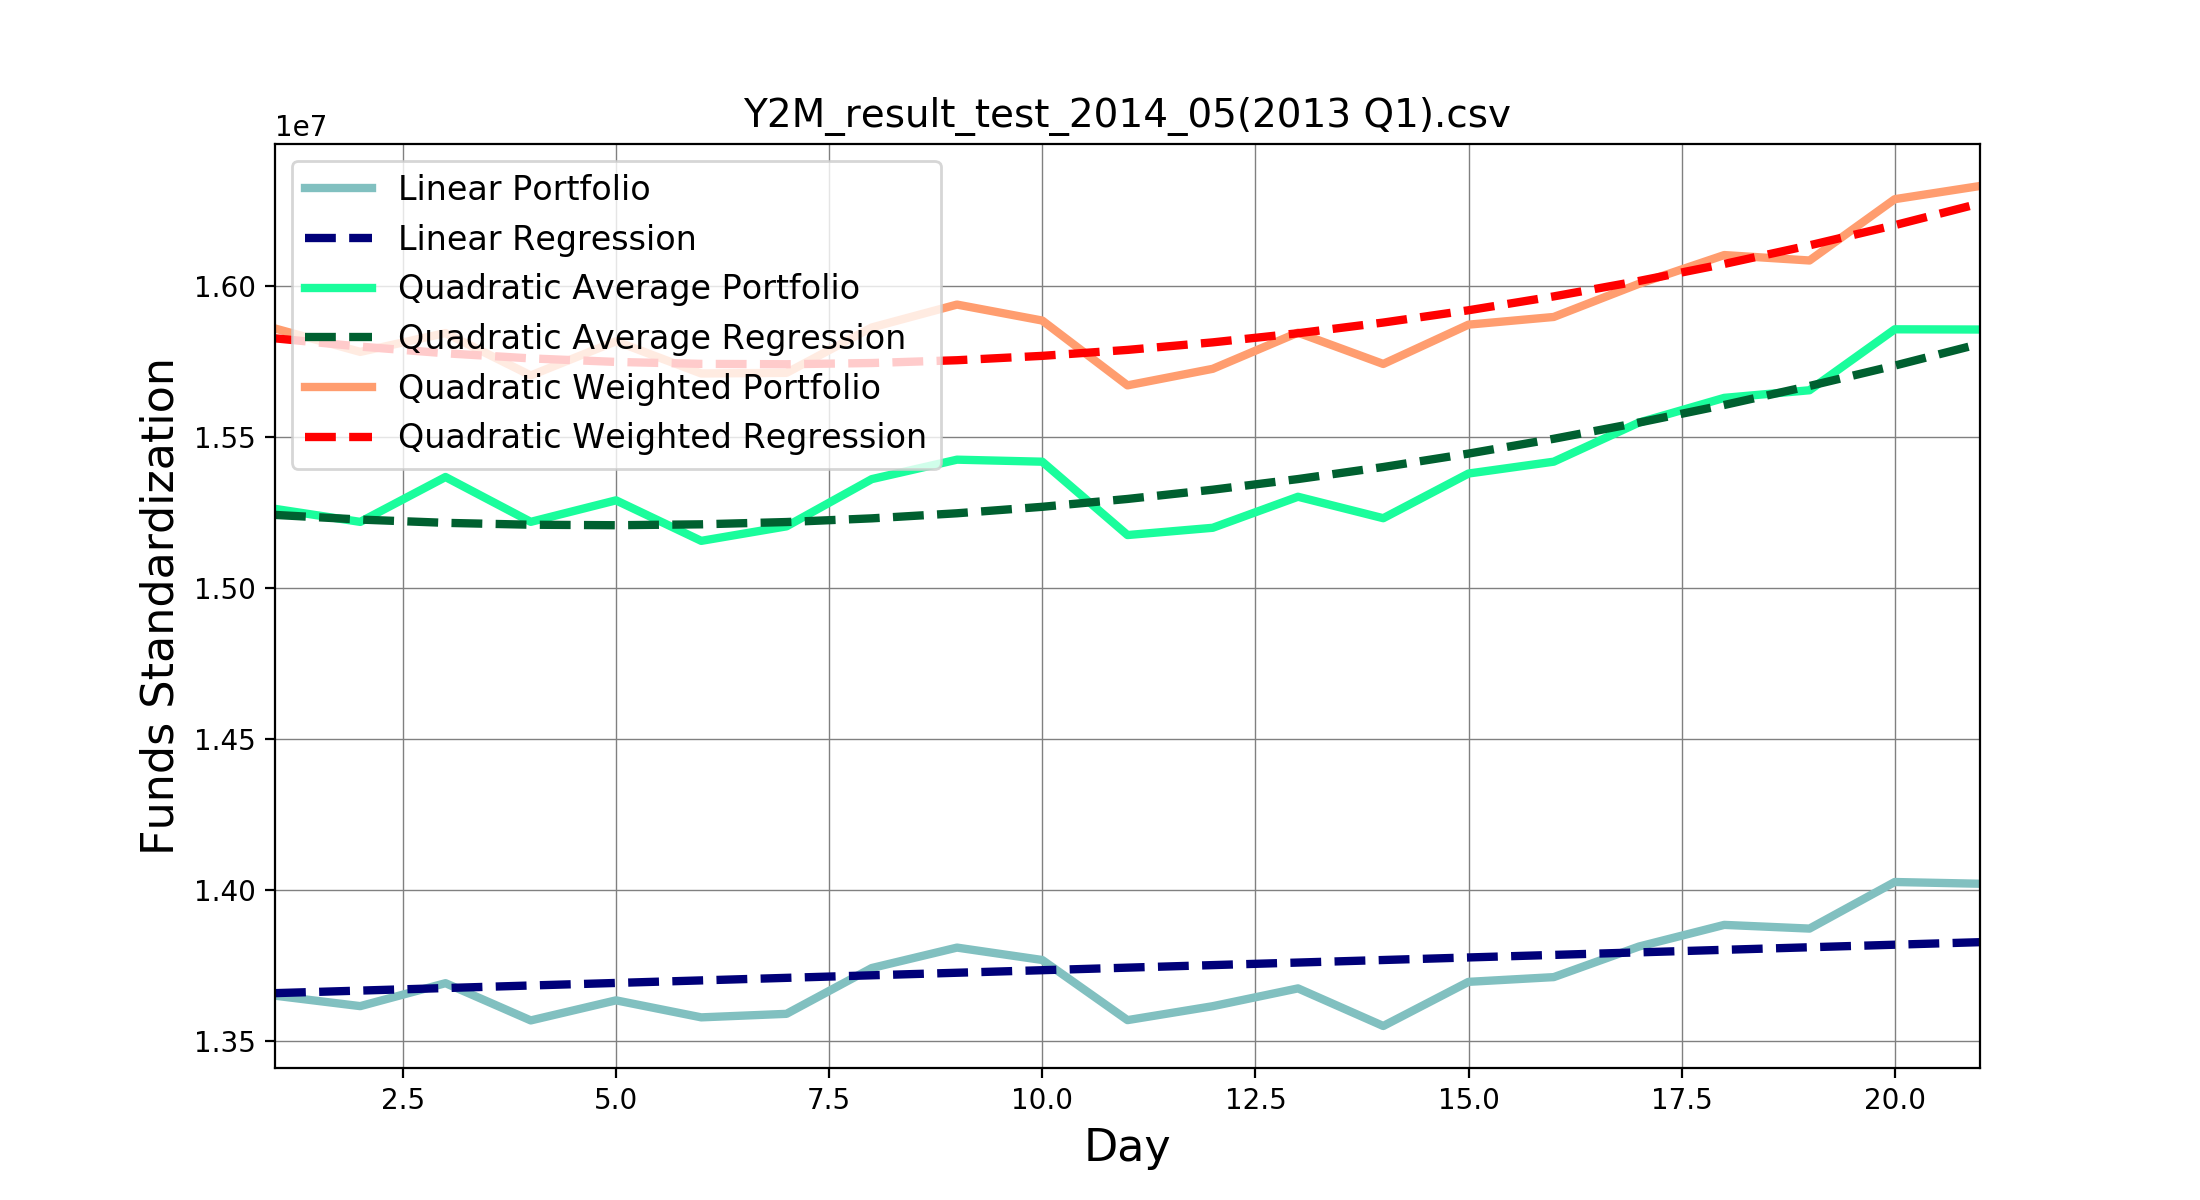 Y2M_result_test_2014_05(2013 Q1).csv
1e7
Linear Portfolio
Linear Regression
Quadratic Average Portfolio
Quadratic Average Regression
Quadratic Weighted Portfolio
Quadratic Weighted Regression
1.60
1.55
1.50
1.45
1.40
1.35
Funds Standardization
2.5 5.0 7.5 10.0 12.5 15.0 17.5 20.0
Day